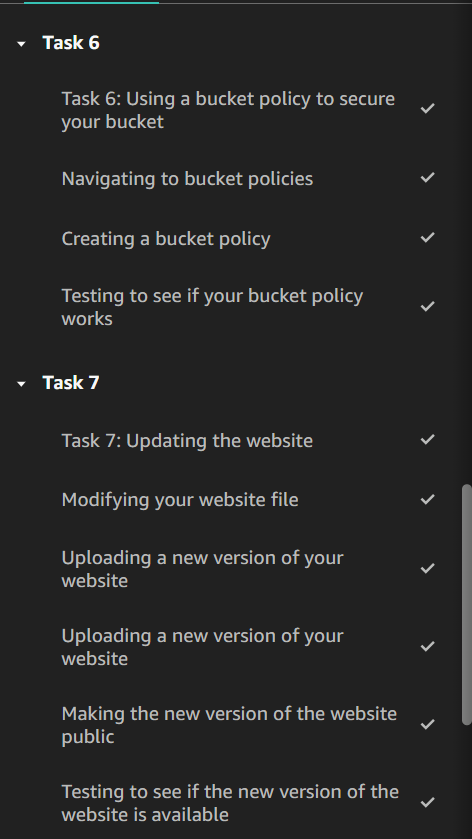 Task 6
Task 6: Using a bucket policy to secure
your bucket
Navigating to bucket policies
Creating a bucket policy
Testing to see if your bucket policy
works
Task 7
Task 7: Updating the website
Modifying your website file
Uploading a new version of your
website
Uploading a new version of your
website
Making the new version of the website
public
Testing to see if the new version of the
website is available